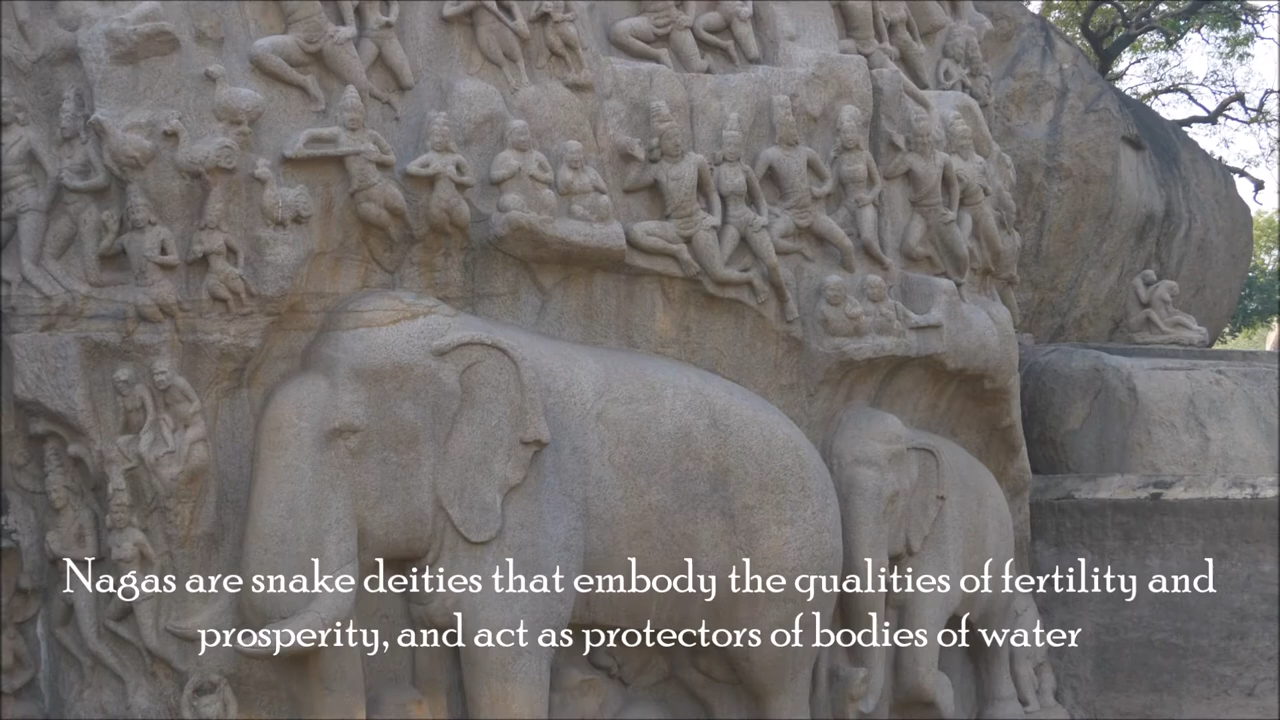 Nagas are snake deities that embody the qualities of fertility and
prosperity, and act as protectors of bodies of water